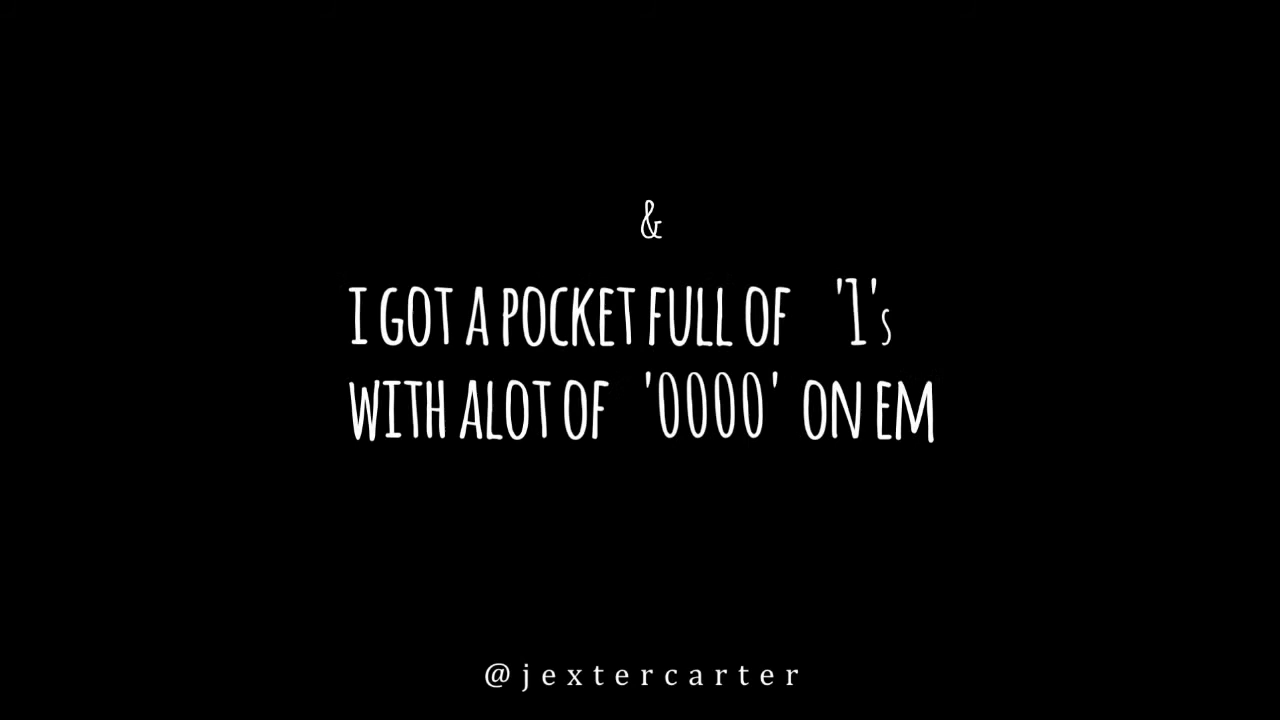 &
I GOT A POCKET FULL OF '1's
WITH ALOT OF '0000' ON EM
@jextercarter